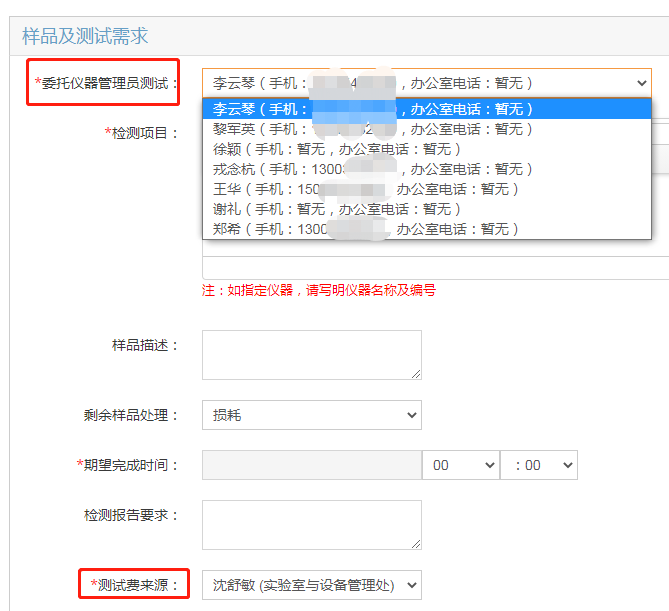 样品及测试需求
*委托仪器管理员测试：
李云琴（手机： 4 ，办公室电话：暂无）
李云琴（手机： ，办公室电话：暂无）
黎军英（手机： ，办公室电话：暂无）
*检测项目：
徐颖（手机：暂无，办公室电话：暂无）
戎念杭（手机：1300 ，办公室电话：暂无）
王华（手机：150 ，办公室电话：暂无）
谢礼（手机：暂无，办公室电话：暂无）
郑希（手机：1300 ，办公室电话：暂无）
注：如指定仪器，请写明仪器名称及编号
样品描述：
剩余样品处理： 损耗
*期望完成时间： 00 ：00
检测报告要求：
*测试费来源： 沈舒敏 (实验室与设备管理处)